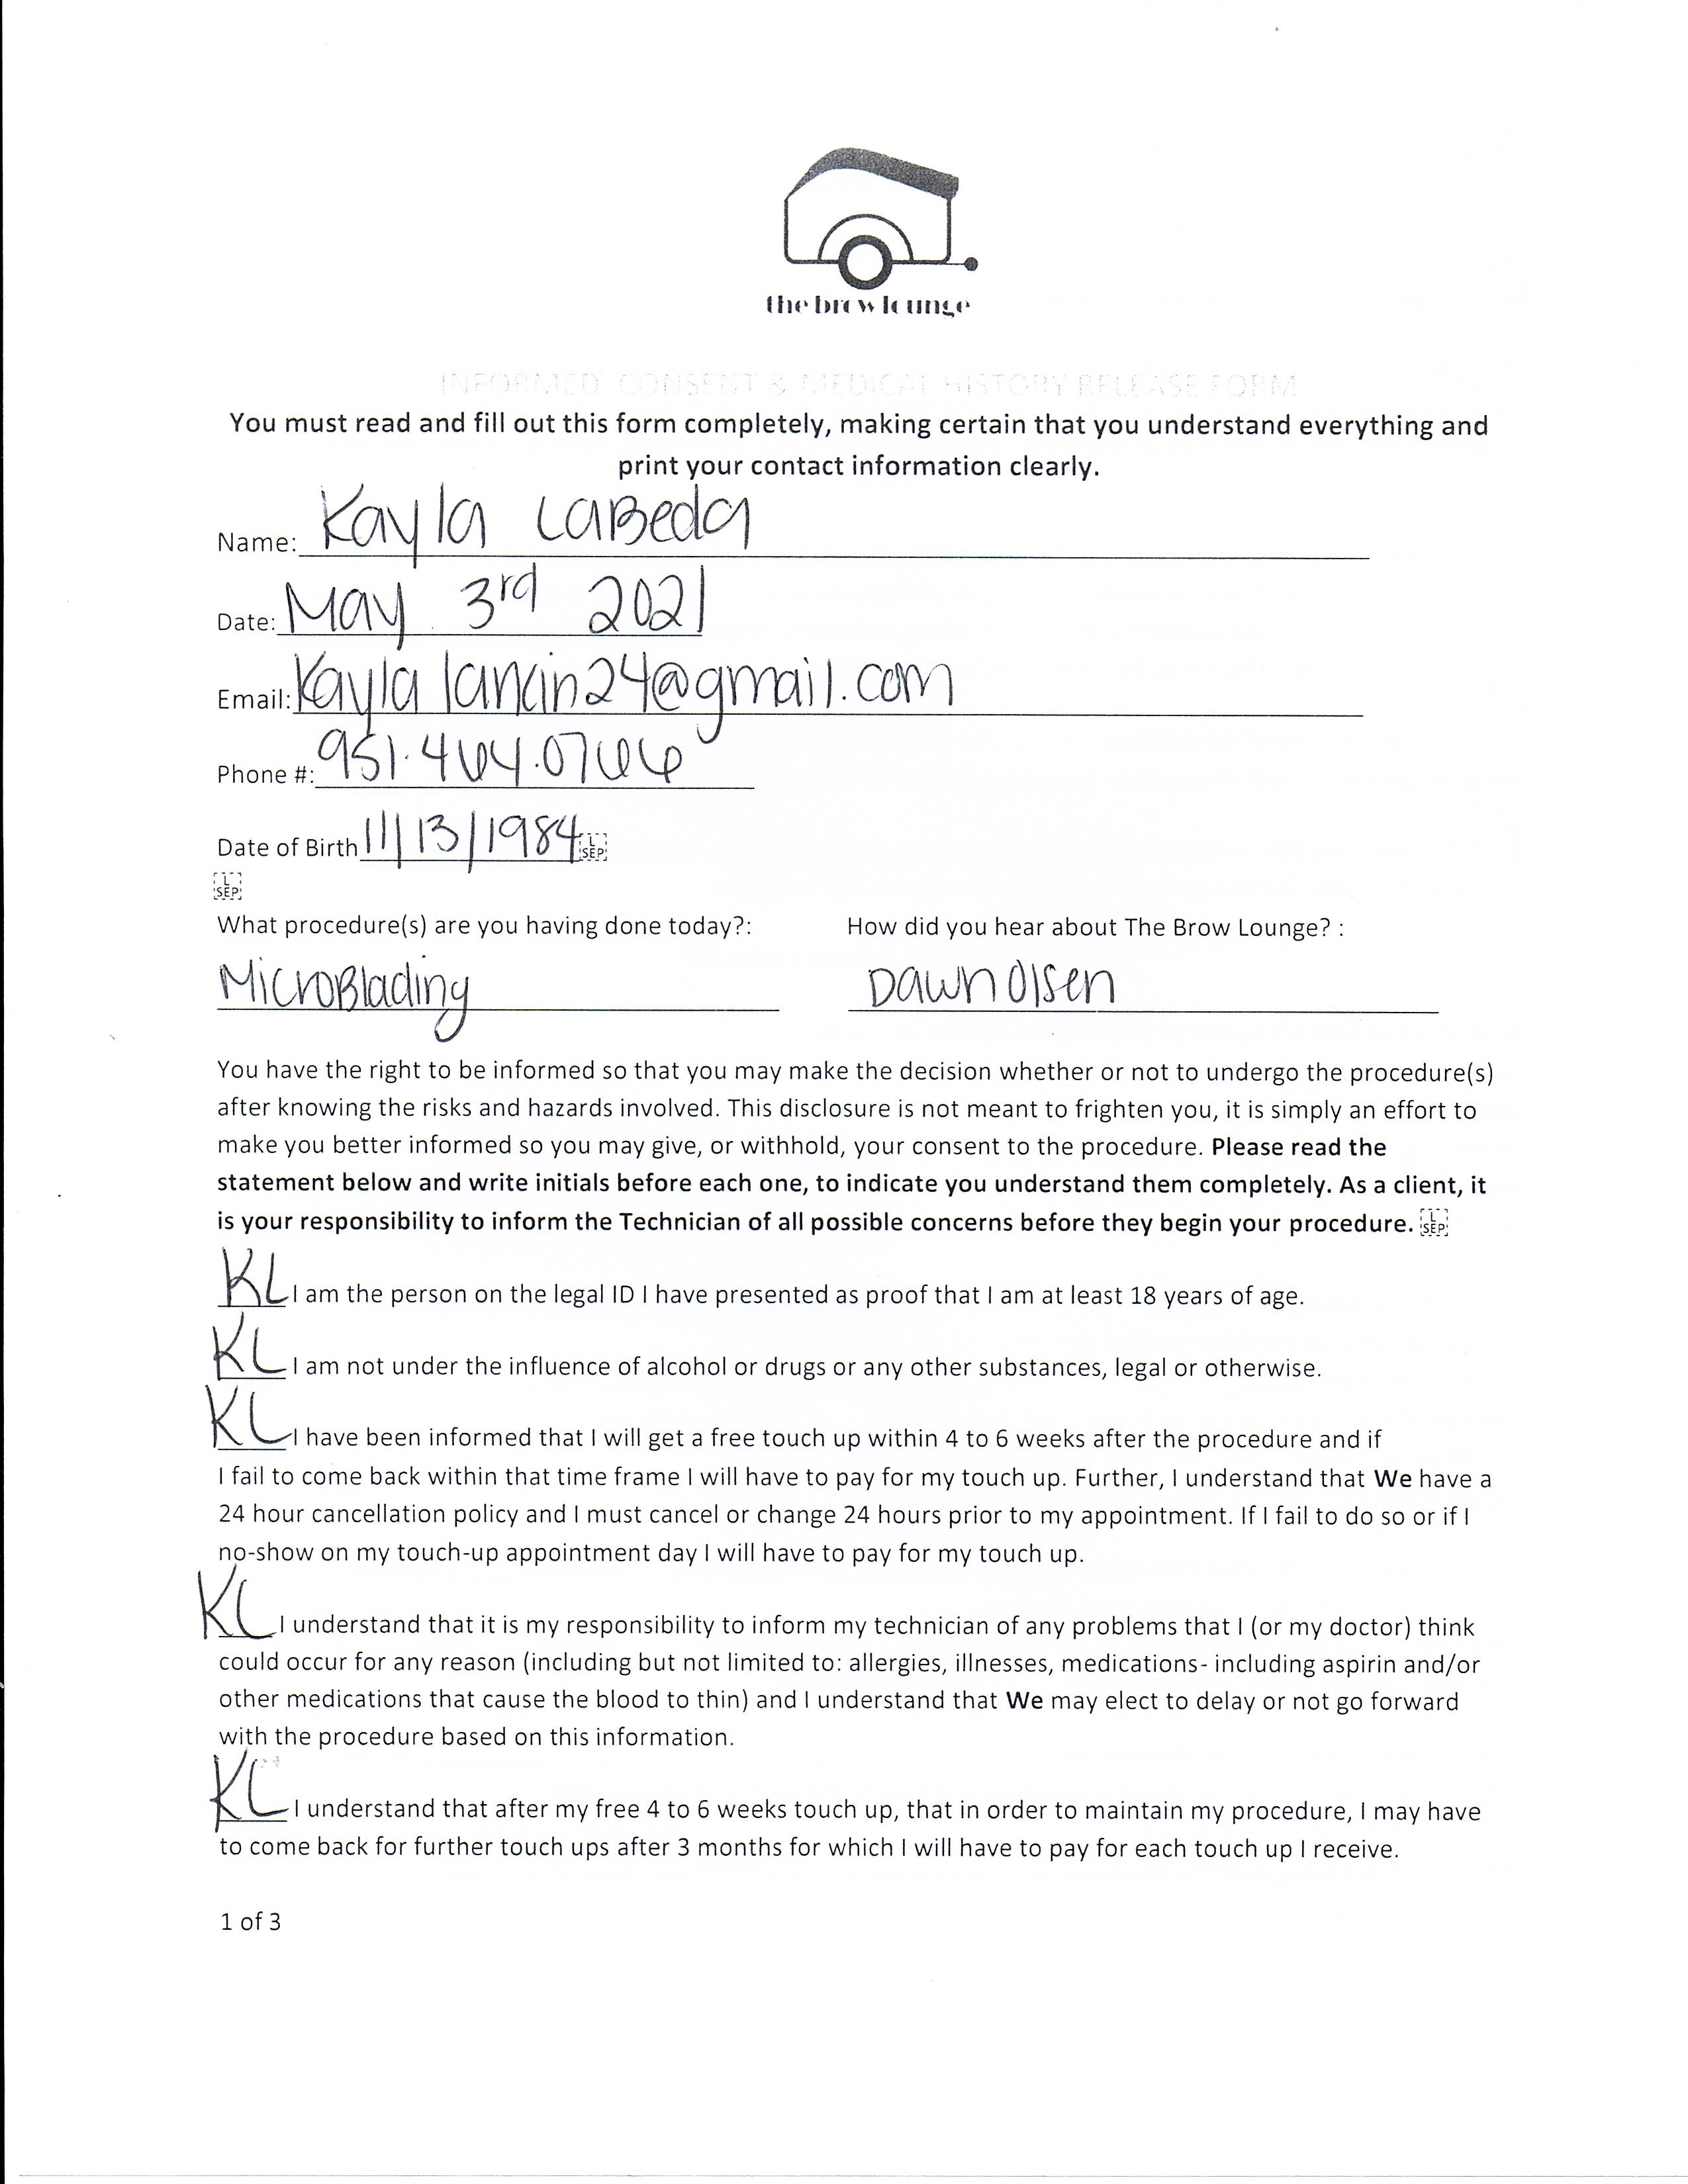 the brow lounge
INFORMED CONSENT & MEDICAL HISTORY RELEASE FORM
You must read and fill out this form completely, making certain that you understand everything and
print your contact information clearly.
Name: Kayla LaBeda
Date: May 3rd 2021
Email: Kayla
Phone #: 951.464.0766
Date of Birth 11/13/1984 L SEP
L SEP
What procedure(s) are you having done today?: How did you hear about The Brow Lounge? :
MicroBlading Dawn Olsen
You have the right to be informed so that you may make the decision whether or not to undergo the procedure(s)
after knowing the risks and hazards involved. This disclosure is not meant to frighten you, it is simply an effort to
make you better informed so you may give, or withhold, your consent to the procedure. Please read the
statement below and write initials before each one, to indicate you understand them completely. As a client, it
is your responsibility to inform the Technician of all possible concerns before they begin your procedure. L SEP
KL I am the person on the legal ID I have presented as proof that I am at least 18 years of age.
KL I am not under the influence of alcohol or drugs or any other substances, legal or otherwise.
KL I have been informed that I will get a free touch up within 4 to 6 weeks after the procedure and if
I fail to come back within that time frame I will have to pay for my touch up. Further, I understand that We have a
24 hour cancellation policy and I must cancel or change 24 hours prior to my appointment. If I fail to do so or if I
no-show on my touch-up appointment day I will have to pay for my touch up.
KL I understand that it is my responsibility to inform my technician of any problems that I (or my doctor) think
could occur for any reason (including but not limited to: allergies, illnesses, medications- including aspirin and/or
other medications that cause the blood to thin) and I understand that We may elect to delay or not go forward
with the procedure based on this information.
KL I understand that after my free 4 to 6 weeks touch up, that in order to maintain my procedure, I may have
to come back for further touch ups after 3 months for which I will have to pay for each touch up I receive.
1 of 3